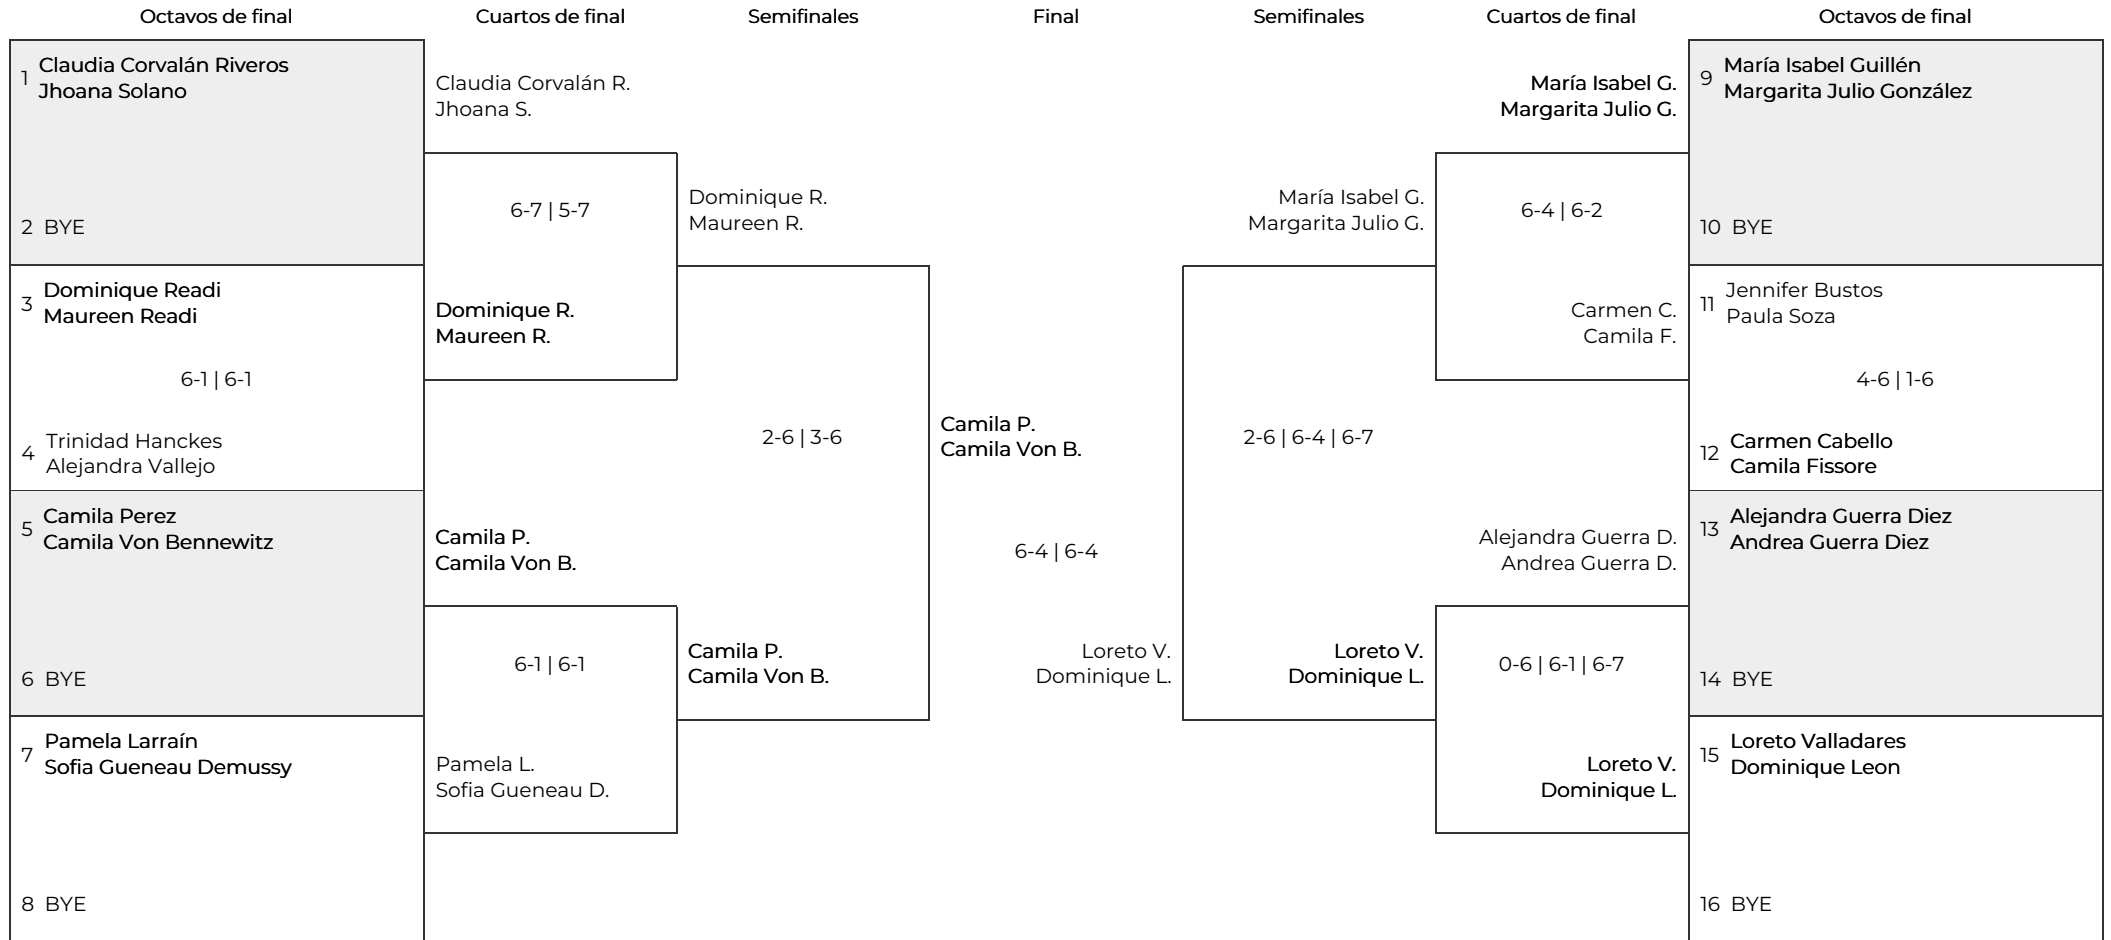 Octavos de final
Cuartos de final
Semifinales
Final
Semifinales
Cuartos de final
Octavos de final
1 Claudia Corvalán Riveros
Jhoana Solano
2 BYE
3 Dominique Readi
Maureen Readi
6-1 | 6-1
4 Trinidad Hanckes
Alejandra Vallejo
5 Camila Perez
Camila Von Bennewitz
6 BYE
7 Pamela Larraín
Sofia Gueneau Demussy
8 BYE
Claudia Corvalán R.
Jhoana S.
6-7 | 5-7
Dominique R.
Maureen R.
Camila P.
Camila Von B.
6-1 | 6-1
Pamela L.
Sofia Gueneau D.
Dominique R.
Maureen R.
2-6 | 3-6
Camila P.
Camila Von B.
Camila P.
Camila Von B.
6-4 | 6-4
Loreto V.
Dominique L.
María Isabel G.
Margarita Julio G.
2-6 | 6-4 | 6-7
Loreto V.
Dominique L.
María Isabel G.
Margarita Julio G.
6-4 | 6-2
Carmen C.
Camila F.
Alejandra Guerra D.
Andrea Guerra D.
0-6 | 6-1 | 6-7
Loreto V.
Dominique L.
9 María Isabel Guillén
Margarita Julio González
10 BYE
11 Jennifer Bustos
Paula Soza
4-6 | 1-6
12 Carmen Cabello
Camila Fissore
13 Alejandra Guerra Diez
Andrea Guerra Diez
14 BYE
15 Loreto Valladares
Dominique Leon
16 BYE